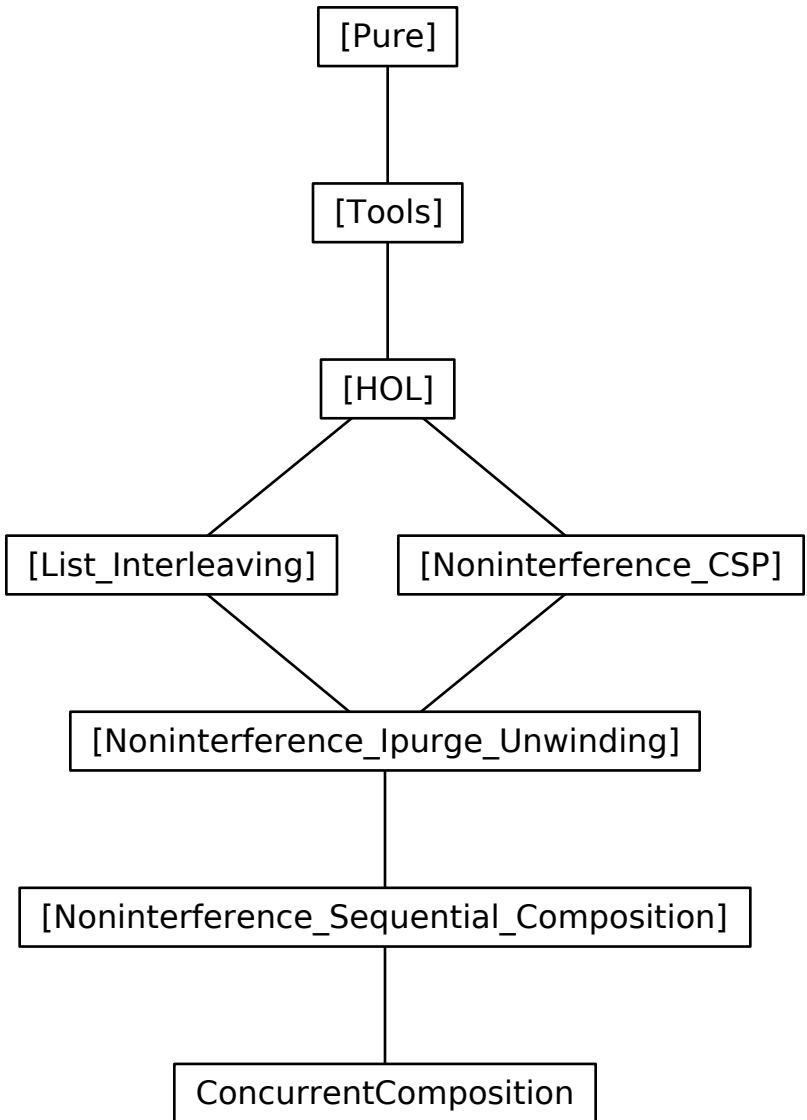 [Pure]
[Tools]
[HOL]
[List_Interleaving]
[Noninterference_CSP]
[Noninterference_Ipurge_Unwinding]
[Noninterference_Sequential_Composition]
ConcurrentComposition